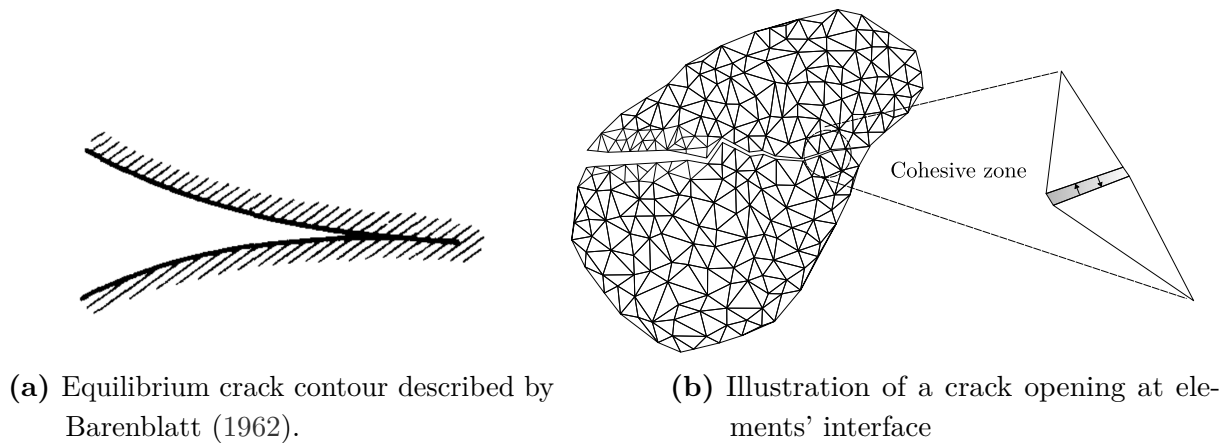 Cohesive zone
(a) Equilibrium crack contour described by
Barenblatt (1962).
(b) Illustration of a crack opening at ele-
ments' interface